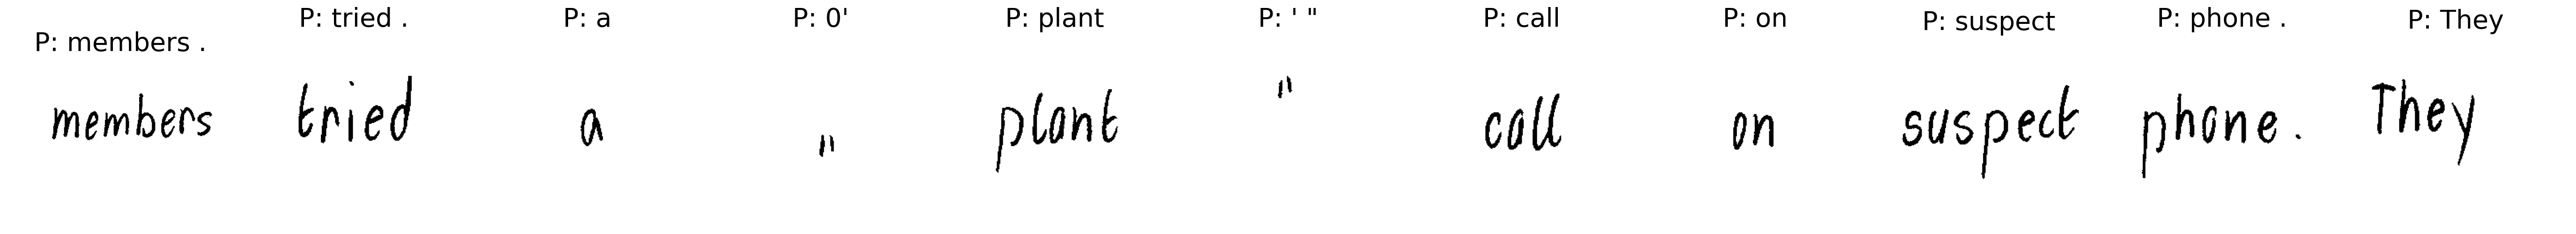 P: members . P: tried . P: a P: 0' P: plant P: ' " P: call P: on P: suspect P: phone . P: They
members tried a „ plant " call on suspect phone . They